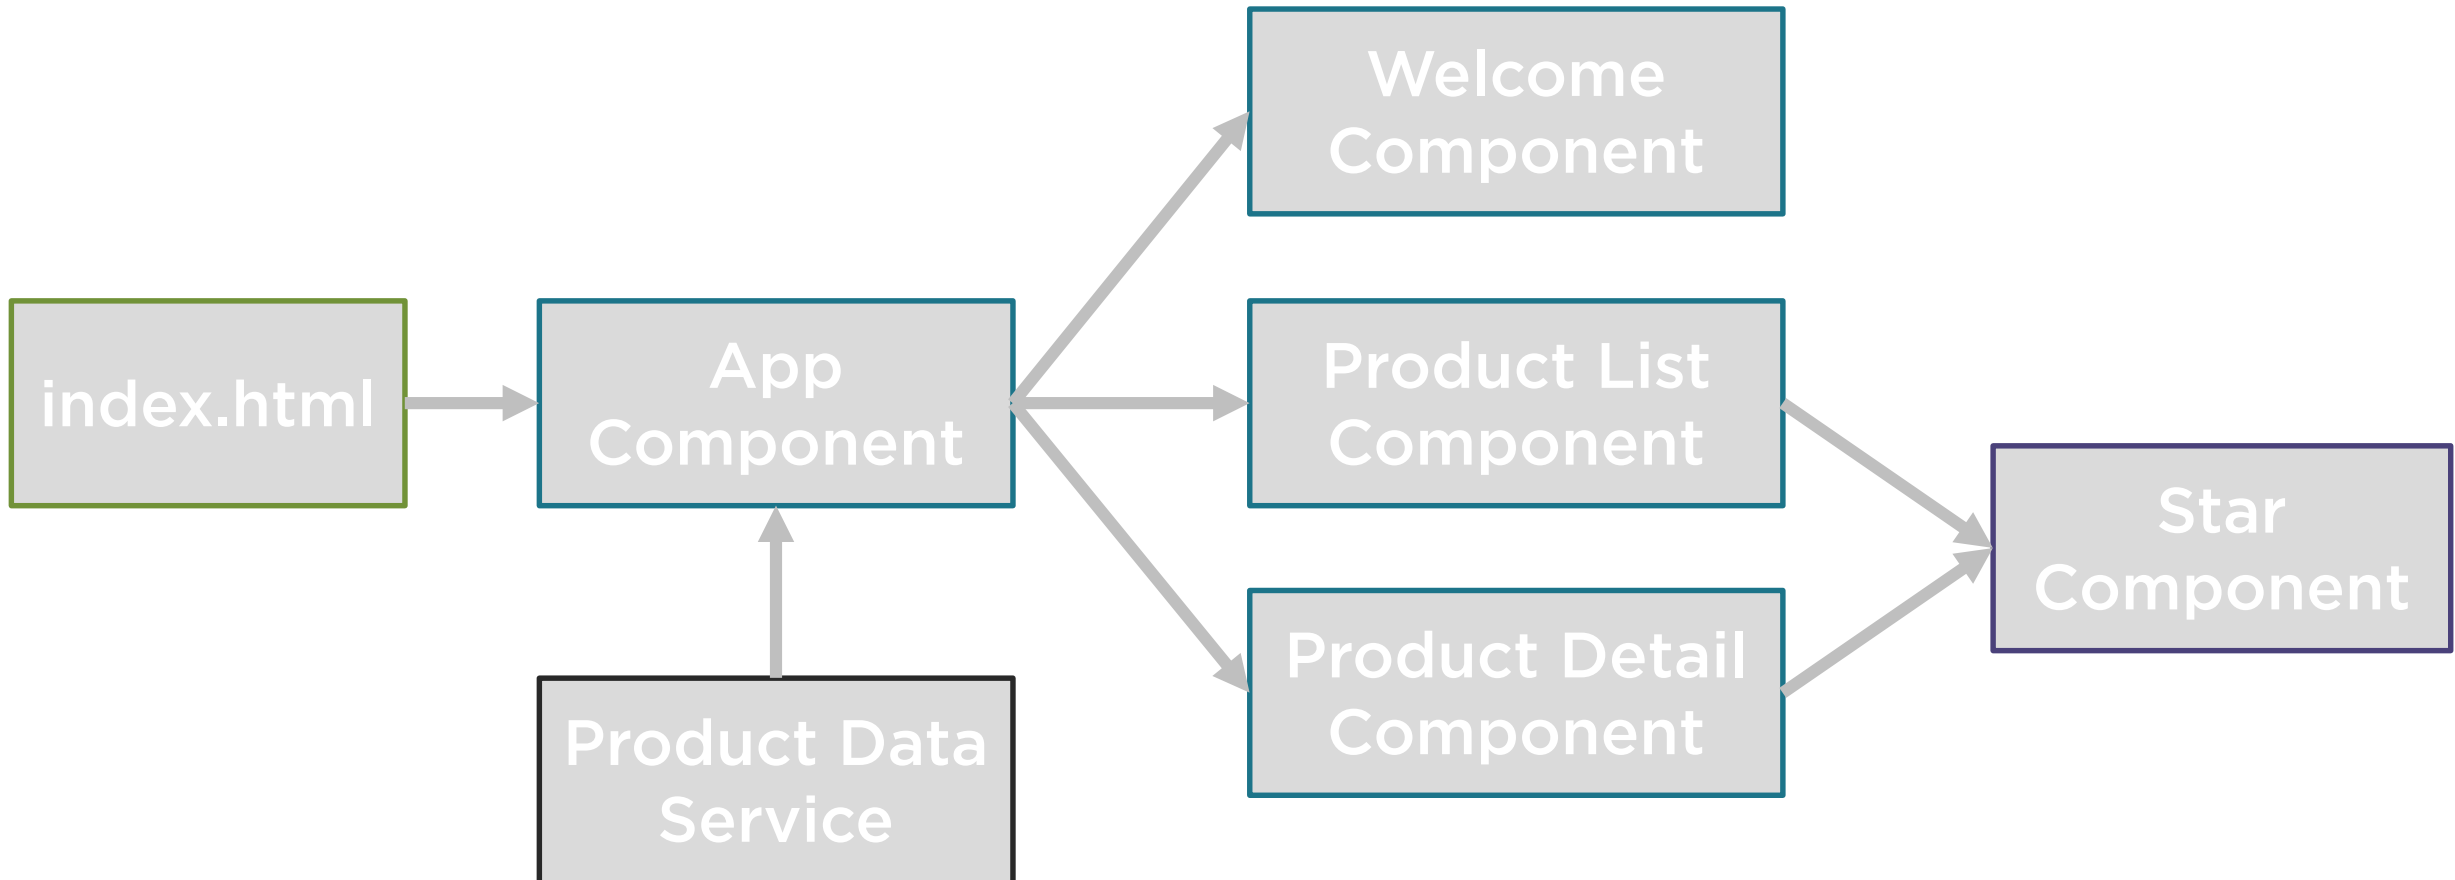 Welcome
Component
index.html
App
Component
Product List
Component
Star
Component
Product Detail
Component
Product Data
Service